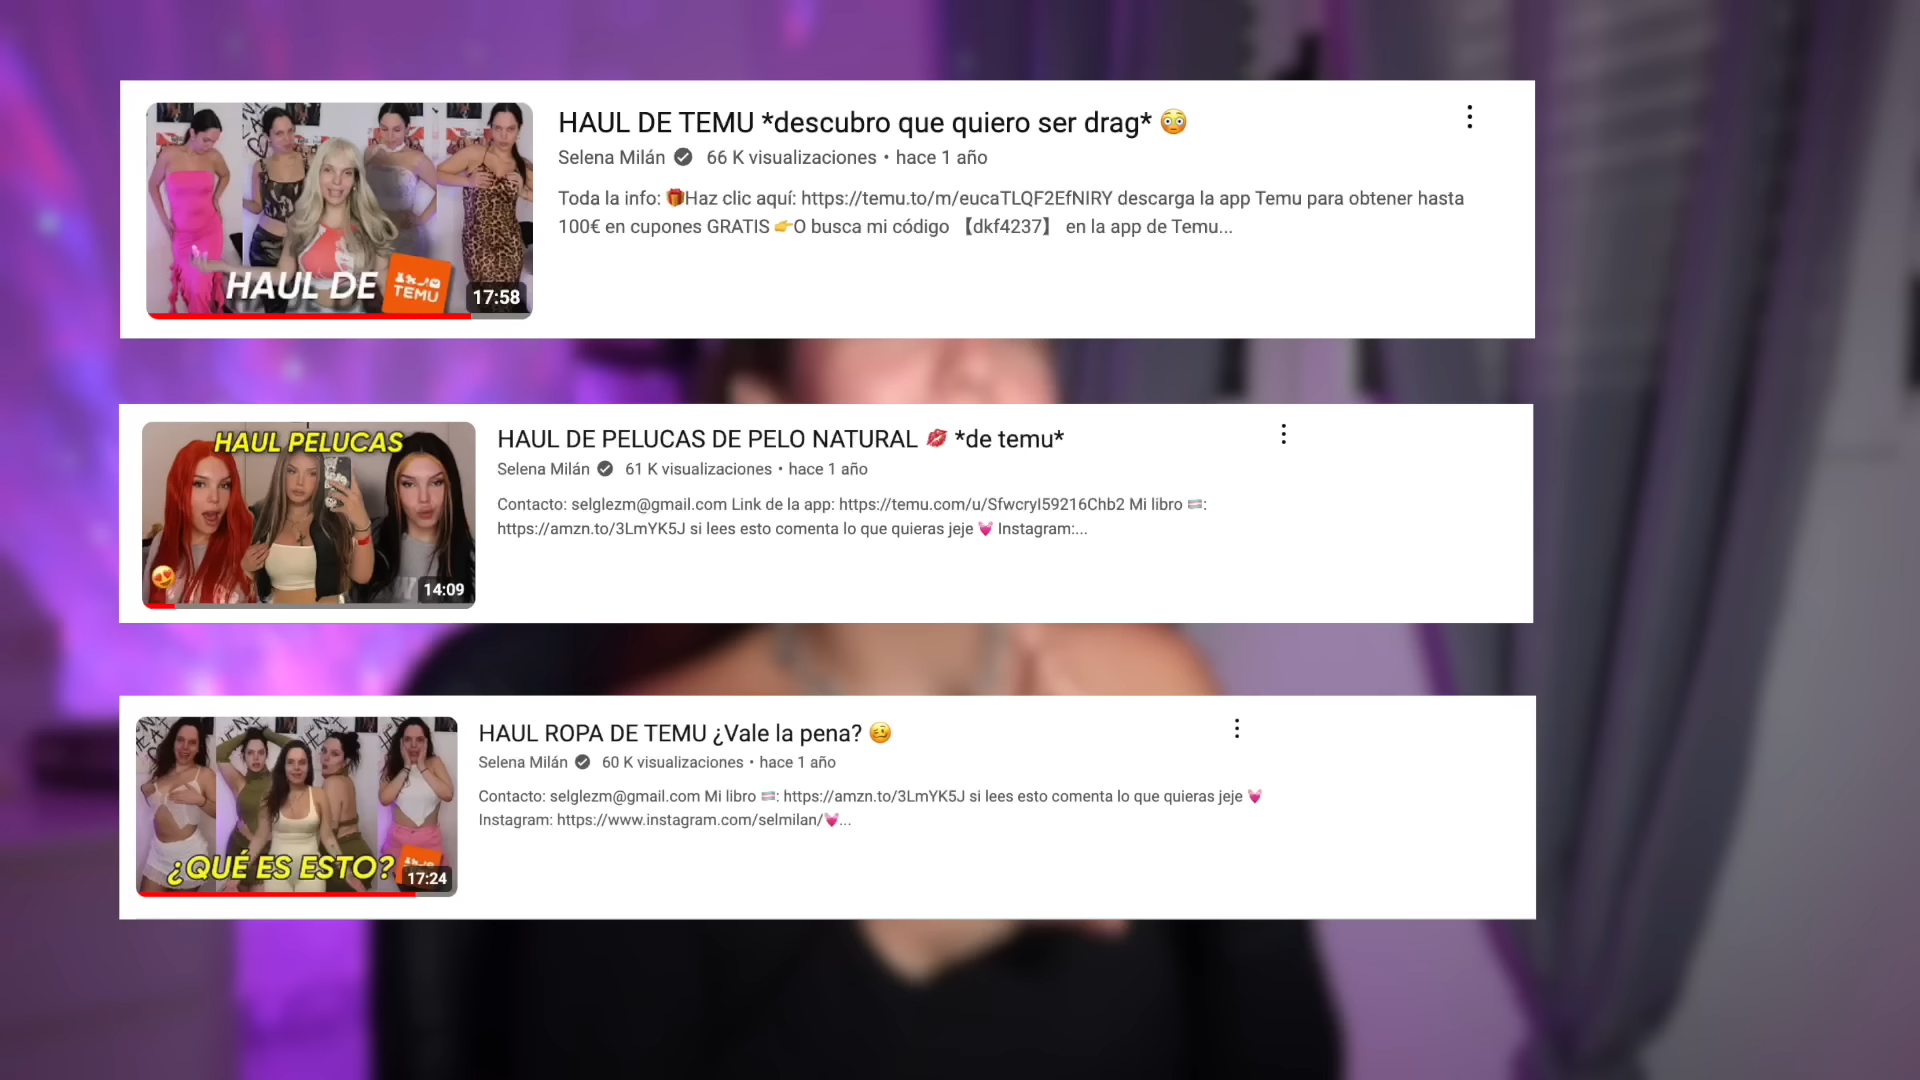 HAUL DE TEMU *descubro que quiero ser drag* 😳
Selena Milán 66 K visualizaciones • hace 1 año
Toda la info: 🎁Haz clic aquí: https://temu.to/m/eucaTLQF2EfNIRY descarga la app Temu para obtener hasta
100€ en cupones GRATIS 👉O busca mi código 【dkf4237】 en la app de Temu...
HAUL DE
TEMU
17:58
HAUL PELUCAS
14:09
HAUL DE PELUCAS DE PELO NATURAL 💋 *de temu*
Selena Milán 61 K visualizaciones • hace 1 año
Contacto: selglezm@gmail.com Link de la app: https://temu.com/u/SfwcryI59216Chb2 Mi libro 🏳️‍⚧️:
https://amzn.to/3LmYK5J si lees esto comenta lo que quieras jeje 💓 Instagram:...
¿QUÉ ES ESTO?
17:24
HAUL ROPA DE TEMU ¿Vale la pena? 🥴
Selena Milán 60 K visualizaciones • hace 1 año
Contacto: selglezm@gmail.com Mi libro 🏳️‍⚧️: https://amzn.to/3LmYK5J si lees esto comenta lo que quieras jeje 💓
Instagram: https://www.instagram.com/selmilan/💓...